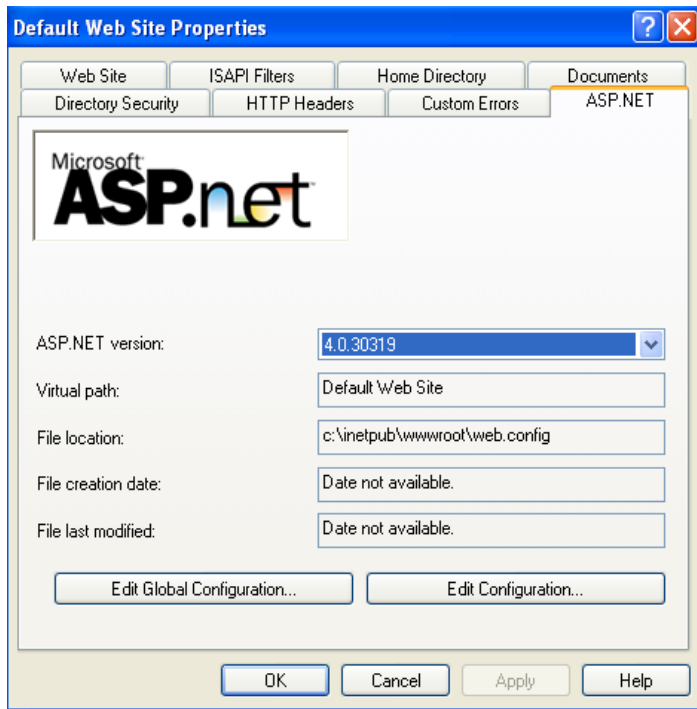 Default Web Site Properties
Web Site ISAPI Filters Home Directory Documents
Directory Security HTTP Headers Custom Errors ASP.NET
Microsoft
ASP.net
ASP.NET version: 4.0.30319
Virtual path: Default Web Site
File location: c:\inetpub\wwwroot\web.config
File creation date: Date not available.
File last modified: Date not available.
Edit Global Configuration... Edit Configuration...
OK Cancel Apply Help